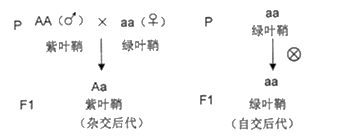 P AA(♂) × aa(♀)
紫叶鞘 绿叶鞘
Aa
F1 紫叶鞘
(杂交后代)
P aa
绿叶鞘
⊗
aa
F1 绿叶鞘
(自交后代)